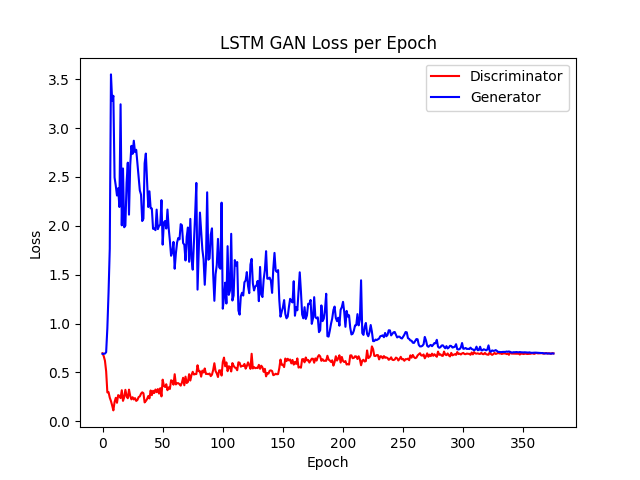 LSTM GAN Loss per Epoch
Discriminator
Generator
3.5
3.0
2.5
2.0
1.5
1.0
0.5
0.0
Loss
0 50 100 150 200 250 300 350
Epoch